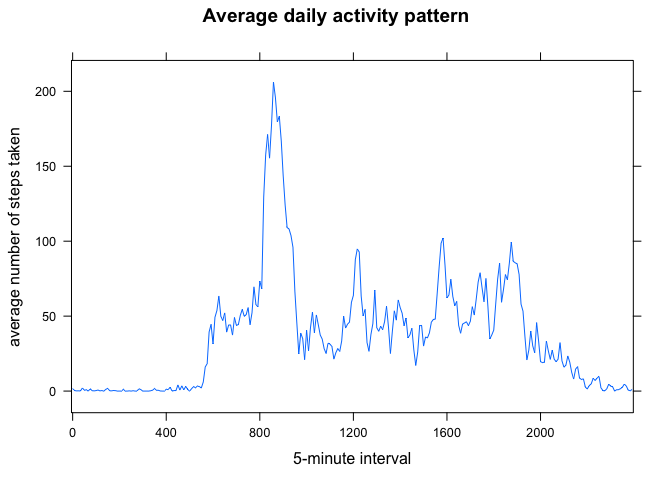 Average daily activity pattern
average number of steps taken
200
150
100
50
0
0 400 800 1200 1600 2000
5-minute interval